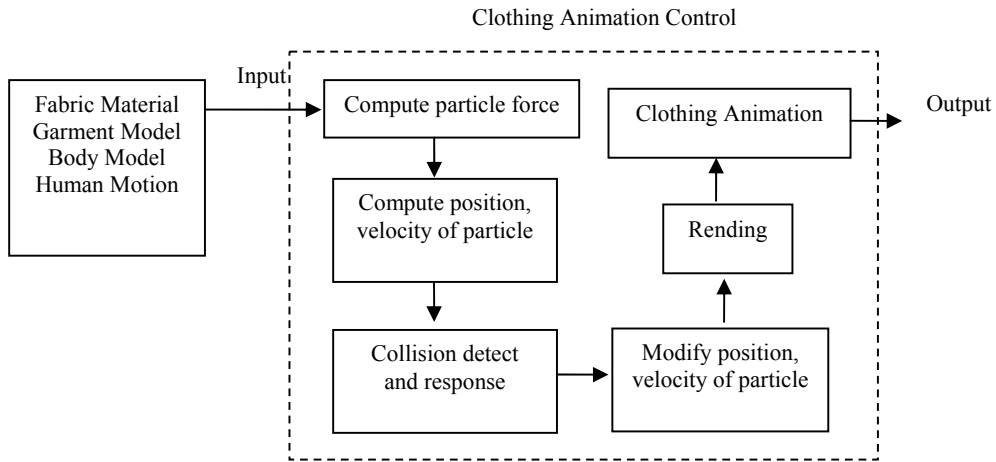 Clothing Animation Control
Input
Fabric Material
Garment Model
Body Model
Human Motion
Compute particle force
Compute position,
velocity of particle
Collision detect
and response
Modify position,
velocity of particle
Rending
Clothing Animation
Output